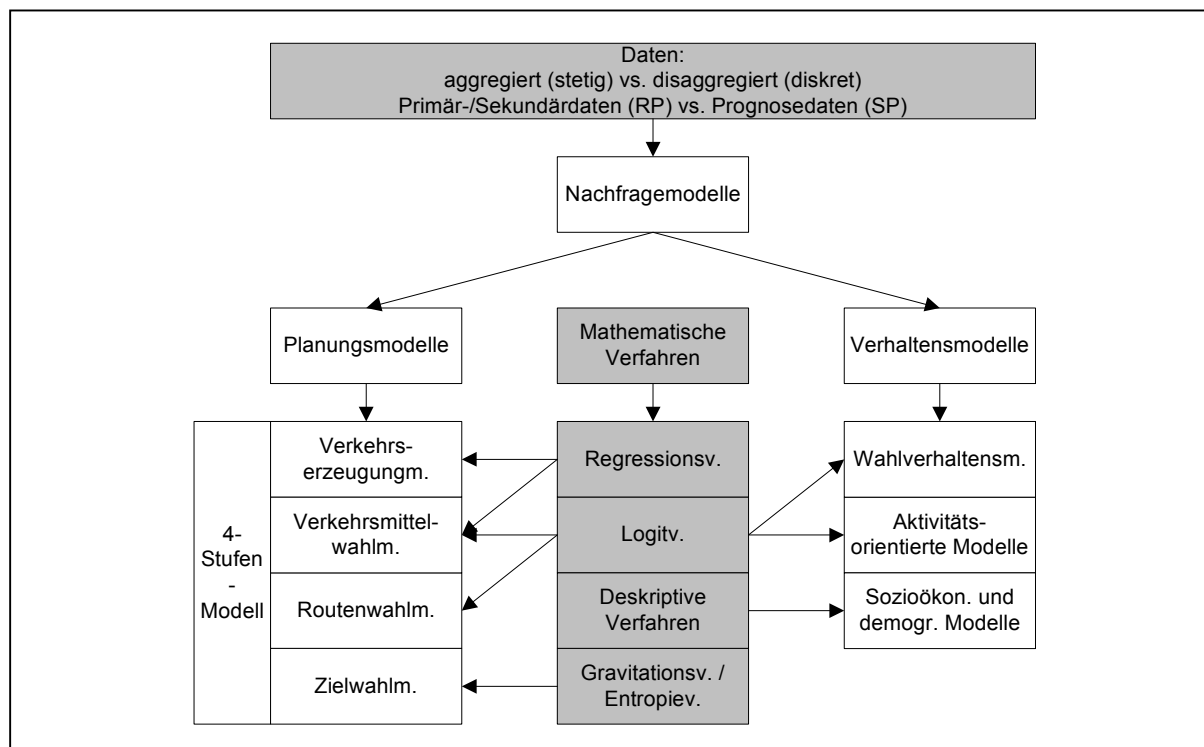 Daten:
aggregiert (stetig) vs. disaggregiert (diskret)
Primär-/Sekundärdaten (RP) vs. Prognosedaten (SP)
Nachfragemodelle
Planungsmodelle
Mathematische
Verfahren
Verhaltensmodelle
4-
Stufen
-
Modell
Verkehrs-
erzeugungm.
Regressionsv.
Wahlverhaltensm.
Verkehrsmittel-
wahlm.
Logitv.
Aktivitäts-
orientierte Modelle
Routenwahlm.
Deskriptive
Verfahren
Sozioökon. und
demogr. Modelle
Zielwahlm.
Gravitationsv. /
Entropiev.